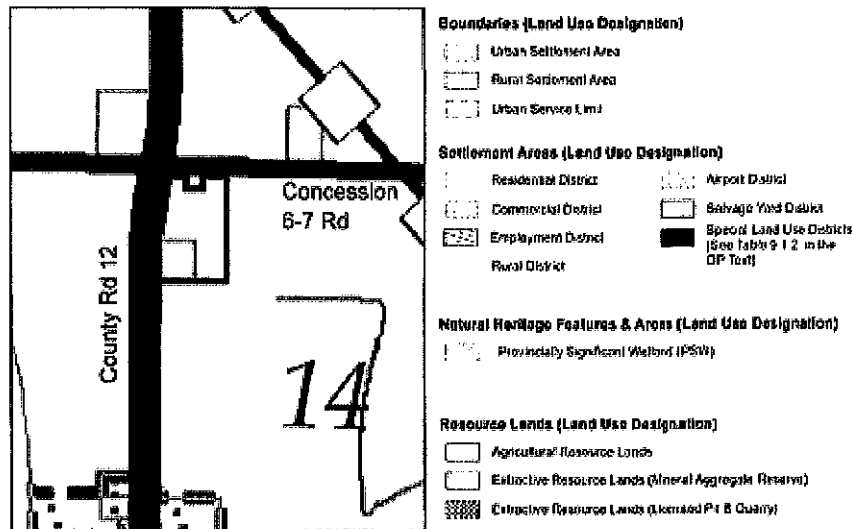 Concession
6-7 Rd
County Rd 12
14
Boundaries (Land Use Designation)
Urban Settlement Area
Rural Settlement Area
Urban Service Limit
Settlement Areas (Land Use Designation)
Residential District
Commercial District
Employment District
Rural District
Airport District
Salvage Yard District
Special Land Use Districts
(See Table 9.1.2 in the
OP Text)
Natural Heritage Features & Areas (Land Use Designation)
Provincially Significant Wetland (PSW)
Resource Lands (Land Use Designation)
Agricultural Resource Lands
Extractive Resource Lands (Mineral Aggregate Reserve)
Extractive Resource Lands (Licensed Pit & Quarry)